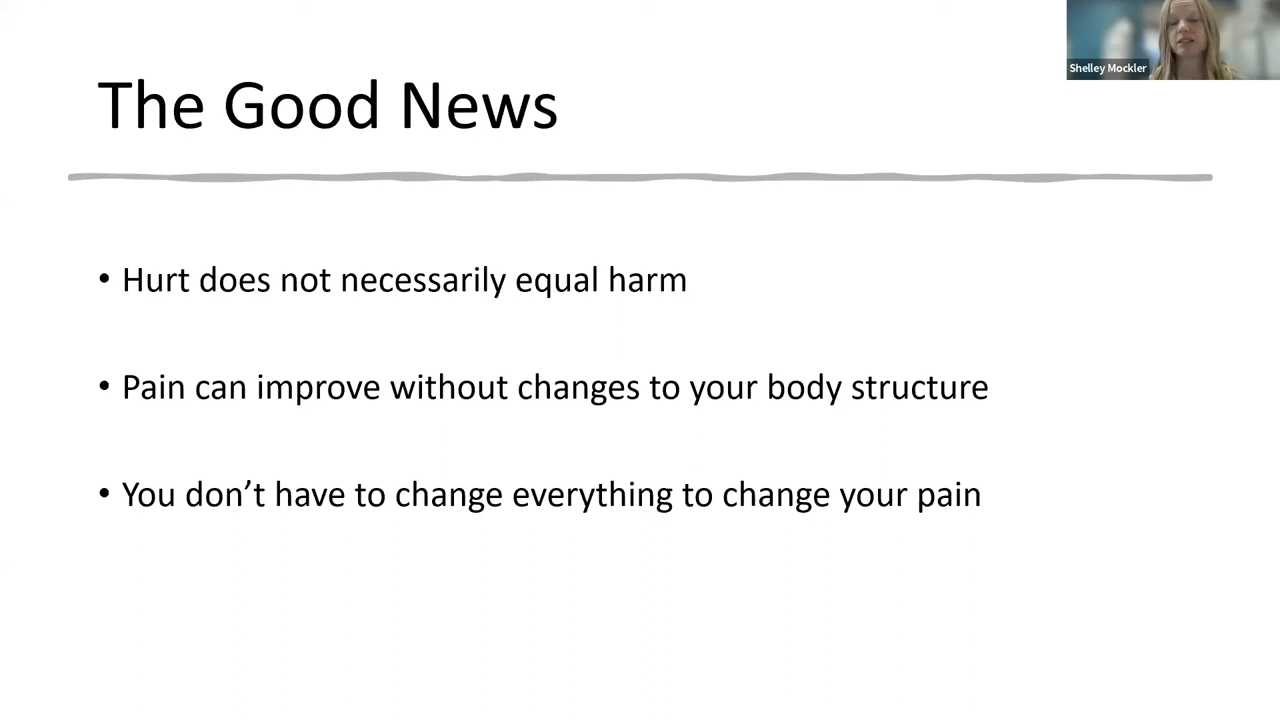 Shelley Mockler
The Good News
• Hurt does not necessarily equal harm
• Pain can improve without changes to your body structure
• You don’t have to change everything to change your pain